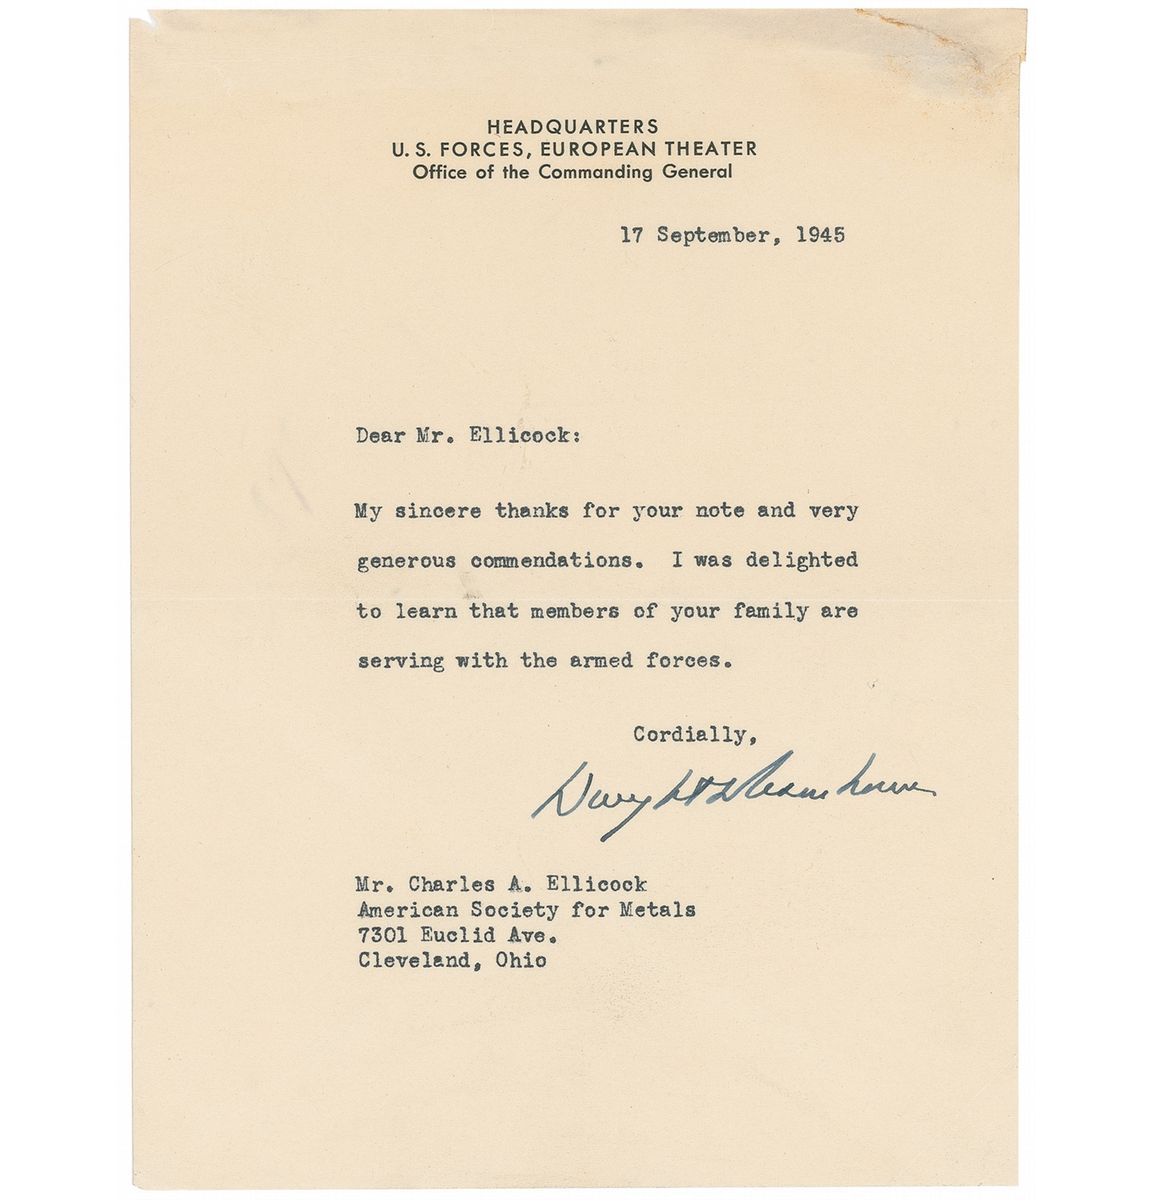 HEADQUARTERS
U. S. FORCES, EUROPEAN THEATER
Office of the Commanding General
17 September, 1945
Dear Mr. Ellicock:
My sincere thanks for your note and very
generous commendations.  I was delighted
to learn that members of your family are
serving with the armed forces.
Cordially,
Dwight D Eisenhower
Mr. Charles A. Ellicock
American Society for Metals
7301 Euclid Ave.
Cleveland, Ohio